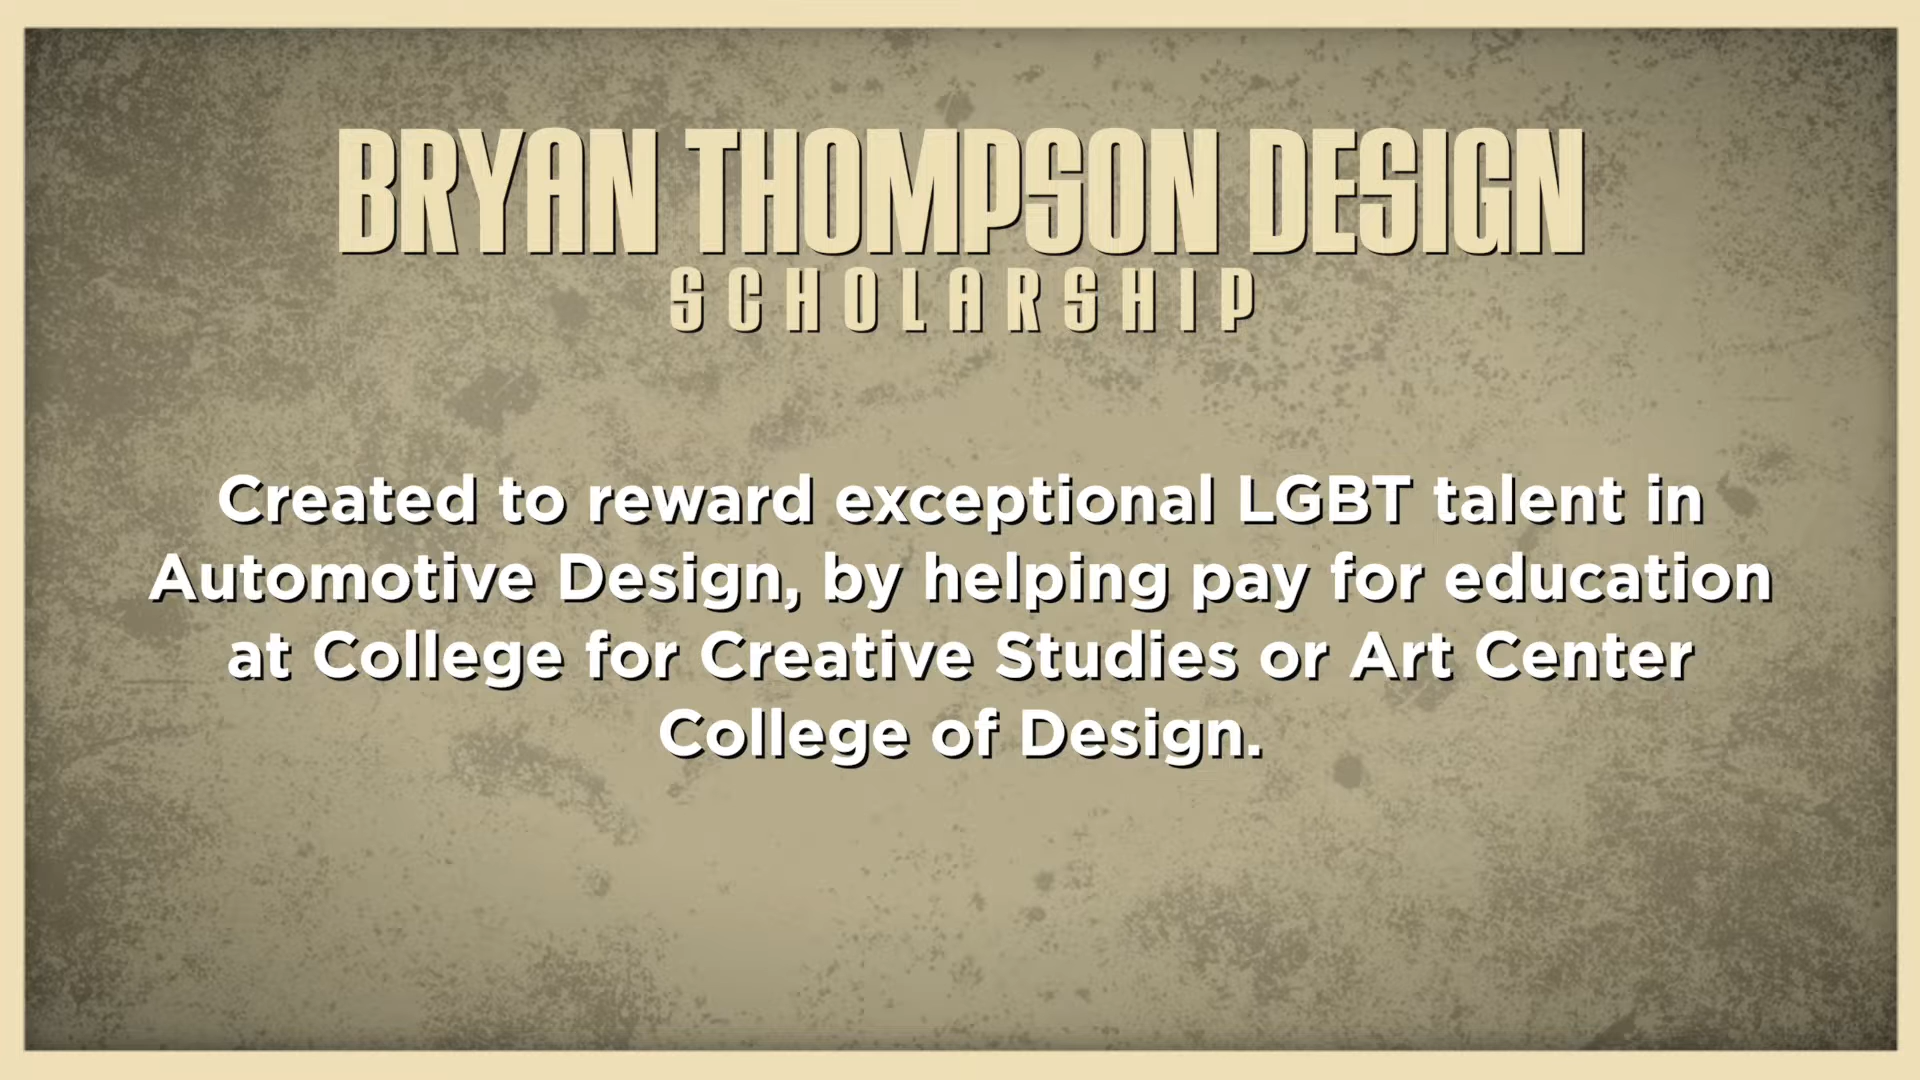 BRYAN THOMPSON DESIGN
SCHOLARSHIP
Created to reward exceptional LGBT talent in
Automotive Design, by helping pay for education
at College for Creative Studies or Art Center
College of Design.